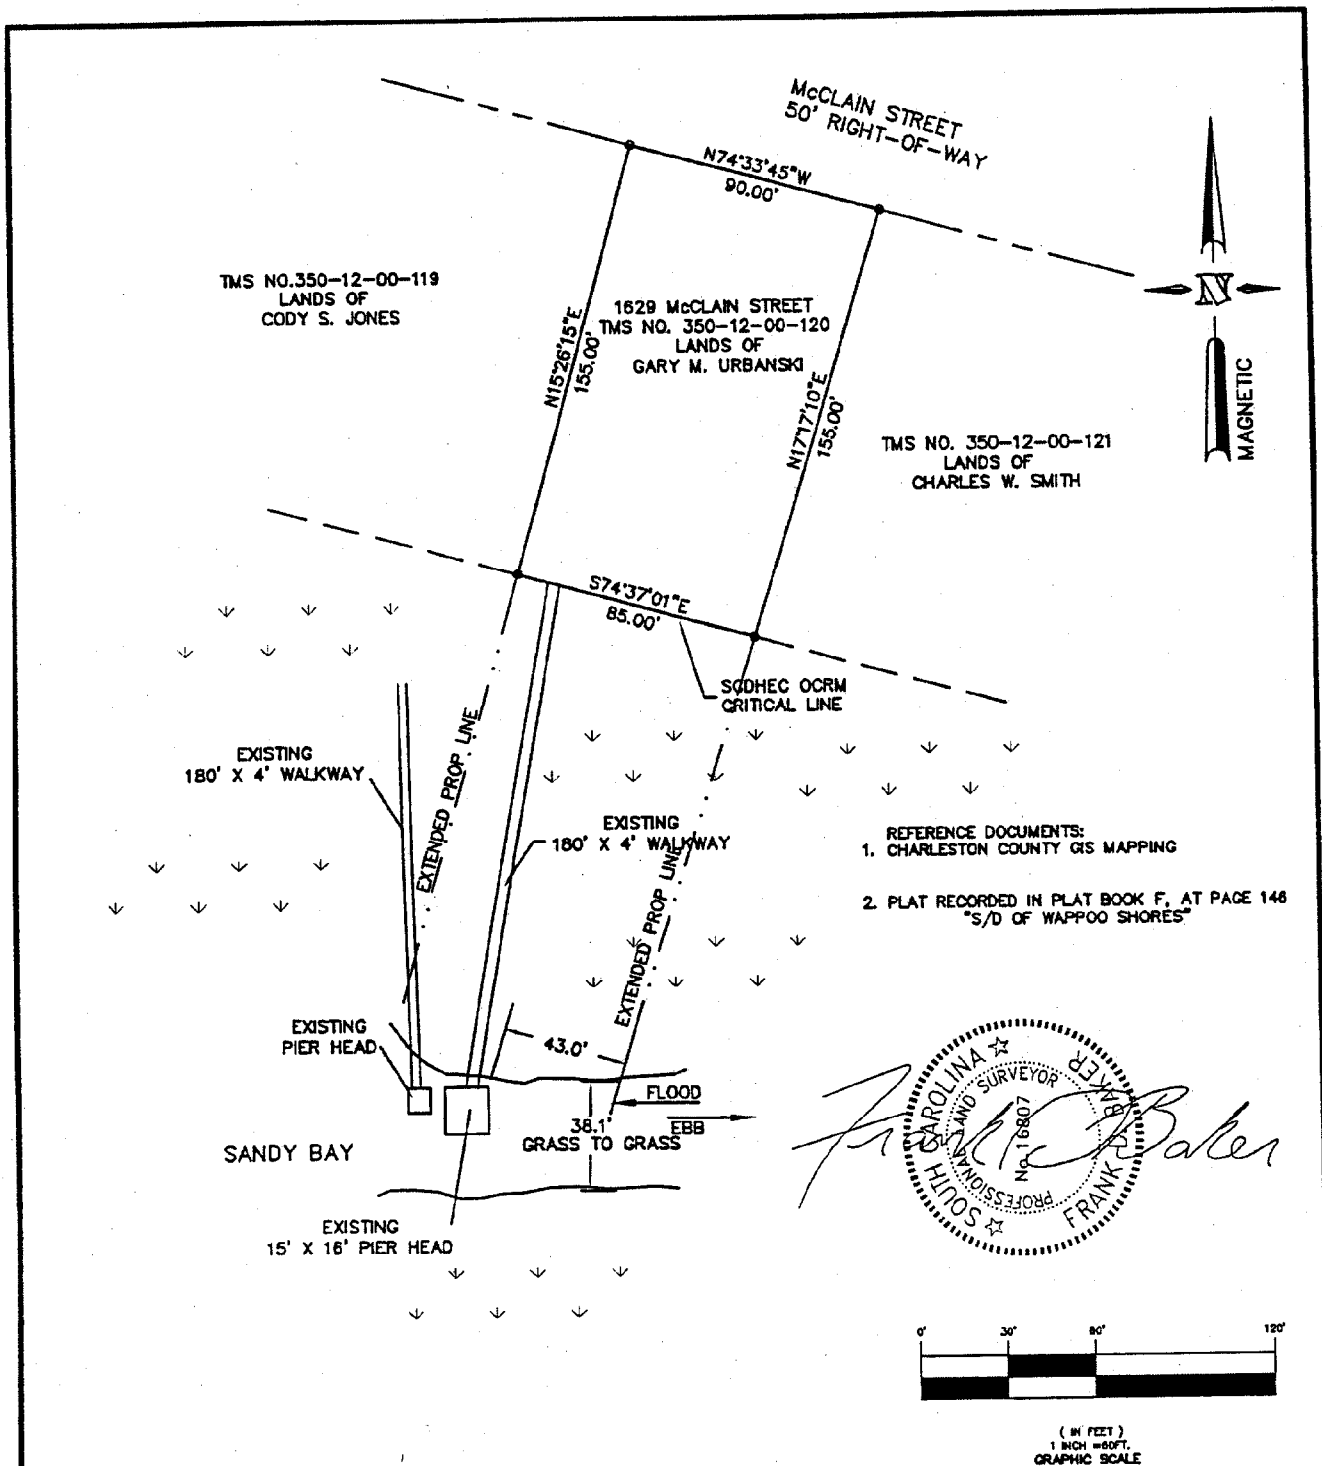 McCLAIN STREET
50' RIGHT-OF-WAY
N74°33'45"W
90.00'
TMS NO.350-12-00-119
LANDS OF
CODY S. JONES
1629 McCLAIN STREET
TMS NO. 350-12-00-120
LANDS OF
GARY M. URBANSKI
N
MAGNETIC
N15°26'15"E
155.00'
N17°17'10"E
155.00'
TMS NO. 350-12-00-121
LANDS OF
CHARLES W. SMITH
S74°37'01"E
85.00'
SCDHEC OCRM
CRITICAL LINE
EXTENDED PROP. LINE
EXISTING
180' X 4' WALKWAY
EXISTING
180' X 4' WALKWAY
EXTENDED PROP LINE
REFERENCE DOCUMENTS:
1. CHARLESTON COUNTY GIS MAPPING
2. PLAT RECORDED IN PLAT BOOK F, AT PAGE 146
"S/D OF WAPPOO SHORES"
EXISTING
PIER HEAD
43.0'
FLOOD
EBB
38.1'
GRASS TO GRASS
SANDY BAY
EXISTING
15' X 16' PIER HEAD
SOUTH CAROLINA
PROFESSIONAL LAND SURVEYOR
No. 16807
FRANK D. BAKER
Frank D Baker
0' 30' 60' 120'
( IN FEET )
1 INCH =60FT.
GRAPHIC SCALE